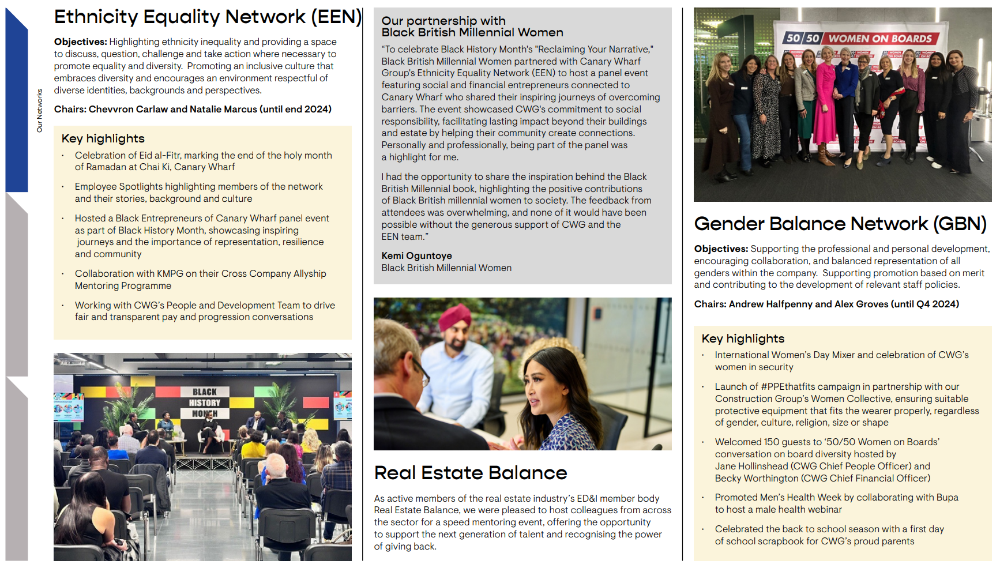 Our Networks
Ethnicity Equality Network (EEN)
Objectives: Highlighting ethnicity inequality and providing a space
to discuss, question, challenge and take action where necessary to
promote equality and diversity.  Promoting an inclusive culture that
embraces diversity and encourages an environment respectful of
diverse identities, backgrounds and perspectives.
Chairs: Chevvron Carlaw and Natalie Marcus (until end 2024)
Key highlights
· Celebration of Eid al-Fitr, marking the end of the holy month
of Ramadan at Chai Ki, Canary Wharf
· Employee Spotlights highlighting members of the network
and their stories, background and culture
· Hosted a Black Entrepreneurs of Canary Wharf panel event
as part of Black History Month, showcasing inspiring
journeys and the importance of representation, resilience
and community
· Collaboration with KMPG on their Cross Company Allyship
Mentoring Programme
· Working with CWG's People and Development Team to drive
fair and transparent pay and progression conversations
BLACK
HISTORY
MONTH
Our partnership with
Black British Millennial Women
“To celebrate Black History Month's "Reclaiming Your Narrative,"
Black British Millennial Women partnered with Canary Wharf
Group's Ethnicity Equality Network (EEN) to host a panel event
featuring social and financial entrepreneurs connected to
Canary Wharf who shared their inspiring journeys of overcoming
barriers. The event showcased CWG's commitment to social
responsibility, facilitating lasting impact beyond their buildings
and estate by helping their community create connections.
Personally and professionally, being part of the panel was
a highlight for me.
I had the opportunity to share the inspiration behind the Black
British Millennial book, highlighting the positive contributions
of Black British millennial women to society. The feedback from
attendees was overwhelming, and none of it would have been
possible without the generous support of CWG and the
EEN team.”
Kemi Oguntoye
Black British Millennial Women
Real Estate Balance
As active members of the real estate industry’s ED&I member body
Real Estate Balance, we were pleased to host colleagues from across
the sector for a speed mentoring event, offering the opportunity
to support the next generation of talent and recognising the power
of giving back.
50/50 WOMEN ON BOARDS
Gender Balance Network (GBN)
Objectives: Supporting the professional and personal development,
encouraging collaboration, and balanced representation of all
genders within the company.  Supporting promotion based on merit
and contributing to the development of relevant staff policies.
Chairs: Andrew Halfpenny and Alex Groves (until Q4 2024)
Key highlights
· International Women’s Day Mixer and celebration of CWG’s
women in security
· Launch of #PPEthatfits campaign in partnership with our
Construction Group’s Women Collective, ensuring suitable
protective equipment that fits the wearer properly, regardless
of gender, culture, religion, size or shape
· Welcomed 150 guests to ‘50/50 Women on Boards’
conversation on board diversity hosted by
Jane Hollinshead (CWG Chief People Officer) and
Becky Worthington (CWG Chief Financial Officer)
· Promoted Men’s Health Week by collaborating with Bupa
to host a male health webinar
· Celebrated the back to school season with a first day
of school scrapbook for CWG’s proud parents